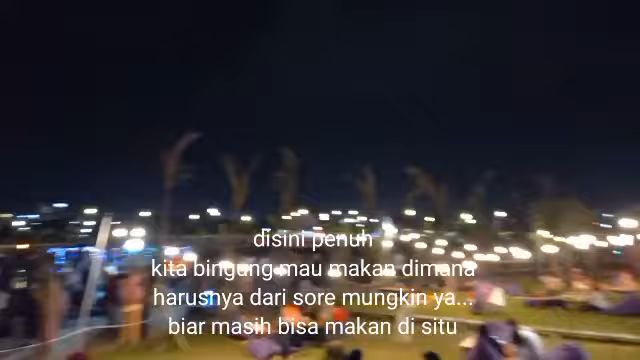 disini penuh
kita bingung mau makan dimana
harusnya dari sore mungkin ya...
biar masih bisa makan di situ